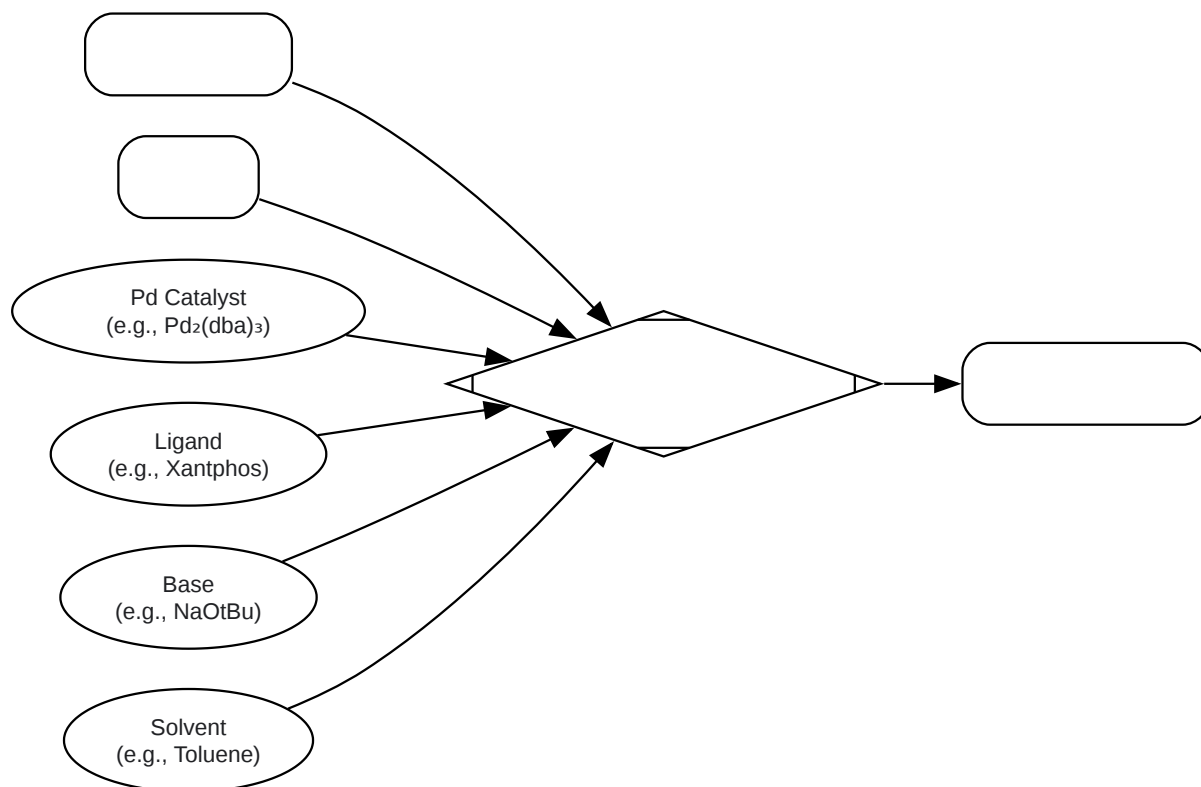 Pd Catalyst
(e.g., Pd₂(dba)₃)
Ligand
(e.g., Xantphos)
Base
(e.g., NaOtBu)
Solvent
(e.g., Toluene)